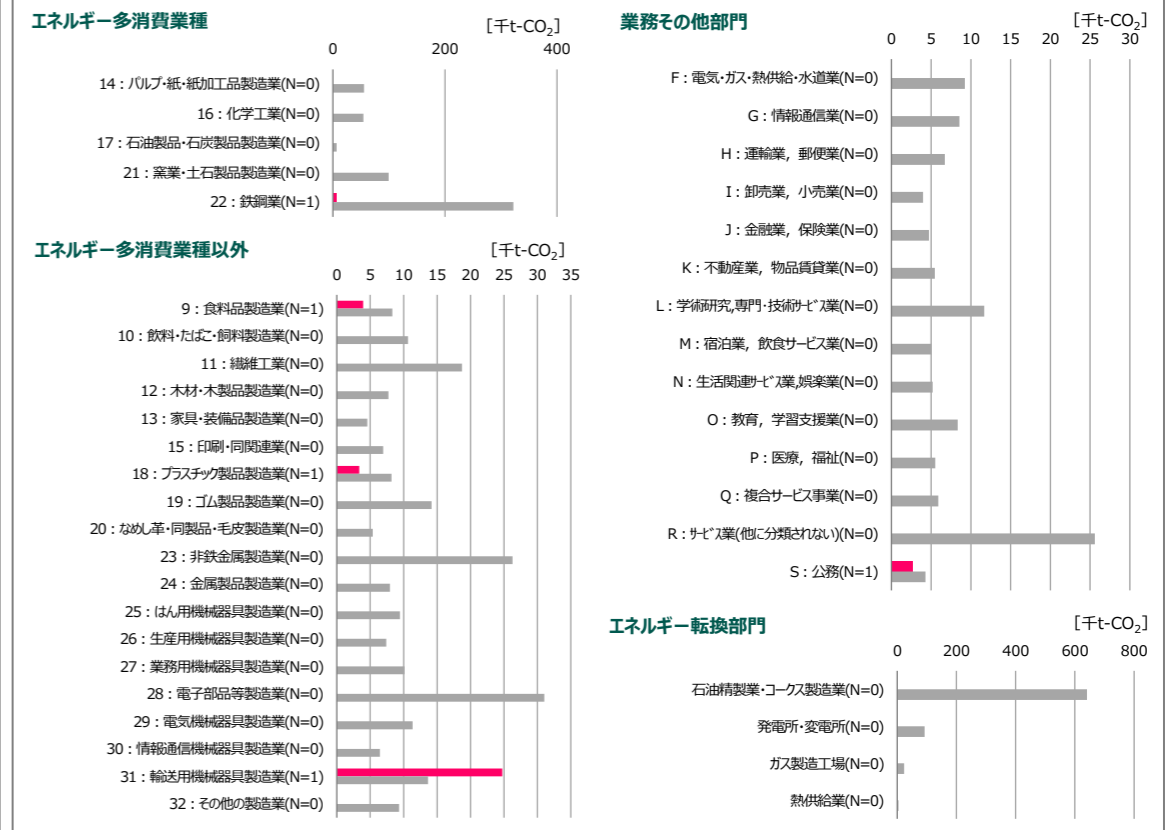 エネルギー多消費業種
[千t-CO₂]
0 200 400
14：パルプ・紙・紙加工品製造業(N=0)
16：化学工業(N=0)
17：石油製品・石炭製品製造業(N=0)
21：窯業・土石製品製造業(N=0)
22：鉄鋼業(N=1)
エネルギー多消費業種以外
[千t-CO₂]
0 5 10 15 20 25 30 35
9：食料品製造業(N=1)
10：飲料・たばこ・飼料製造業(N=0)
11：繊維工業(N=0)
12：木材・木製品製造業(N=0)
13：家具・装備品製造業(N=0)
15：印刷・同関連業(N=0)
18：プラスチック製品製造業(N=1)
19：ゴム製品製造業(N=0)
20：なめし革・同製品・毛皮製造業(N=0)
23：非鉄金属製造業(N=0)
24：金属製品製造業(N=0)
25：はん用機械器具製造業(N=0)
26：生産用機械器具製造業(N=0)
27：業務用機械器具製造業(N=0)
28：電子部品等製造業(N=0)
29：電気機械器具製造業(N=0)
30：情報通信機械器具製造業(N=0)
31：輸送用機械器具製造業(N=1)
32：その他の製造業(N=0)
業務その他部門
[千t-CO₂]
0 5 10 15 20 25 30
F：電気・ガス・熱供給・水道業(N=0)
G：情報通信業(N=0)
H：運輸業，郵便業(N=0)
I：卸売業，小売業(N=0)
J：金融業，保険業(N=0)
K：不動産業，物品賃貸業(N=0)
L：学術研究,専門・技術サービス業(N=0)
M：宿泊業，飲食サービス業(N=0)
N：生活関連サービス業,娯楽業(N=0)
O：教育，学習支援業(N=0)
P：医療，福祉(N=0)
Q：複合サービス事業(N=0)
R：サービス業(他に分類されない)(N=0)
S：公務(N=1)
エネルギー転換部門
[千t-CO₂]
0 200 400 600 800
石油精製業・コークス製造業(N=0)
発電所・変電所(N=0)
ガス製造工場(N=0)
熱供給業(N=0)